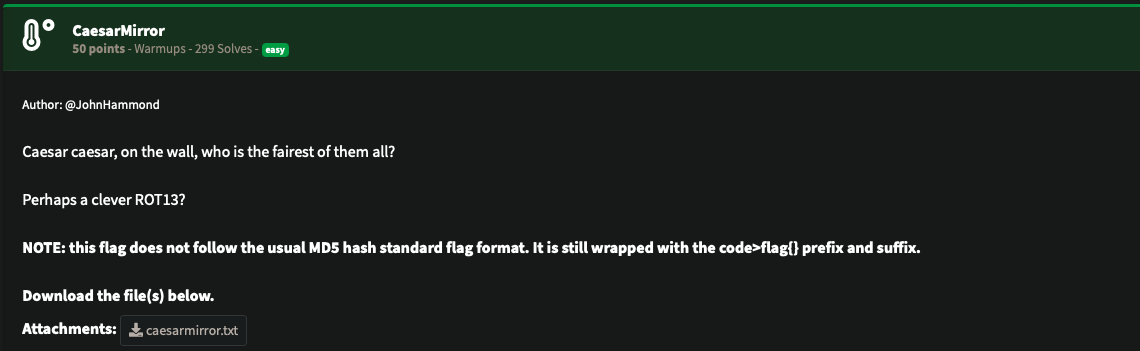 CaesarMirror
50 points - Warmups - 299 Solves - easy
Author: @JohnHammond
Caesar caesar, on the wall, who is the fairest of them all?
Perhaps a clever ROT13?
NOTE: this flag does not follow the usual MD5 hash standard flag format. It is still wrapped with the code>flag{} prefix and suffix.
Download the file(s) below.
Attachments: caesarmirror.txt